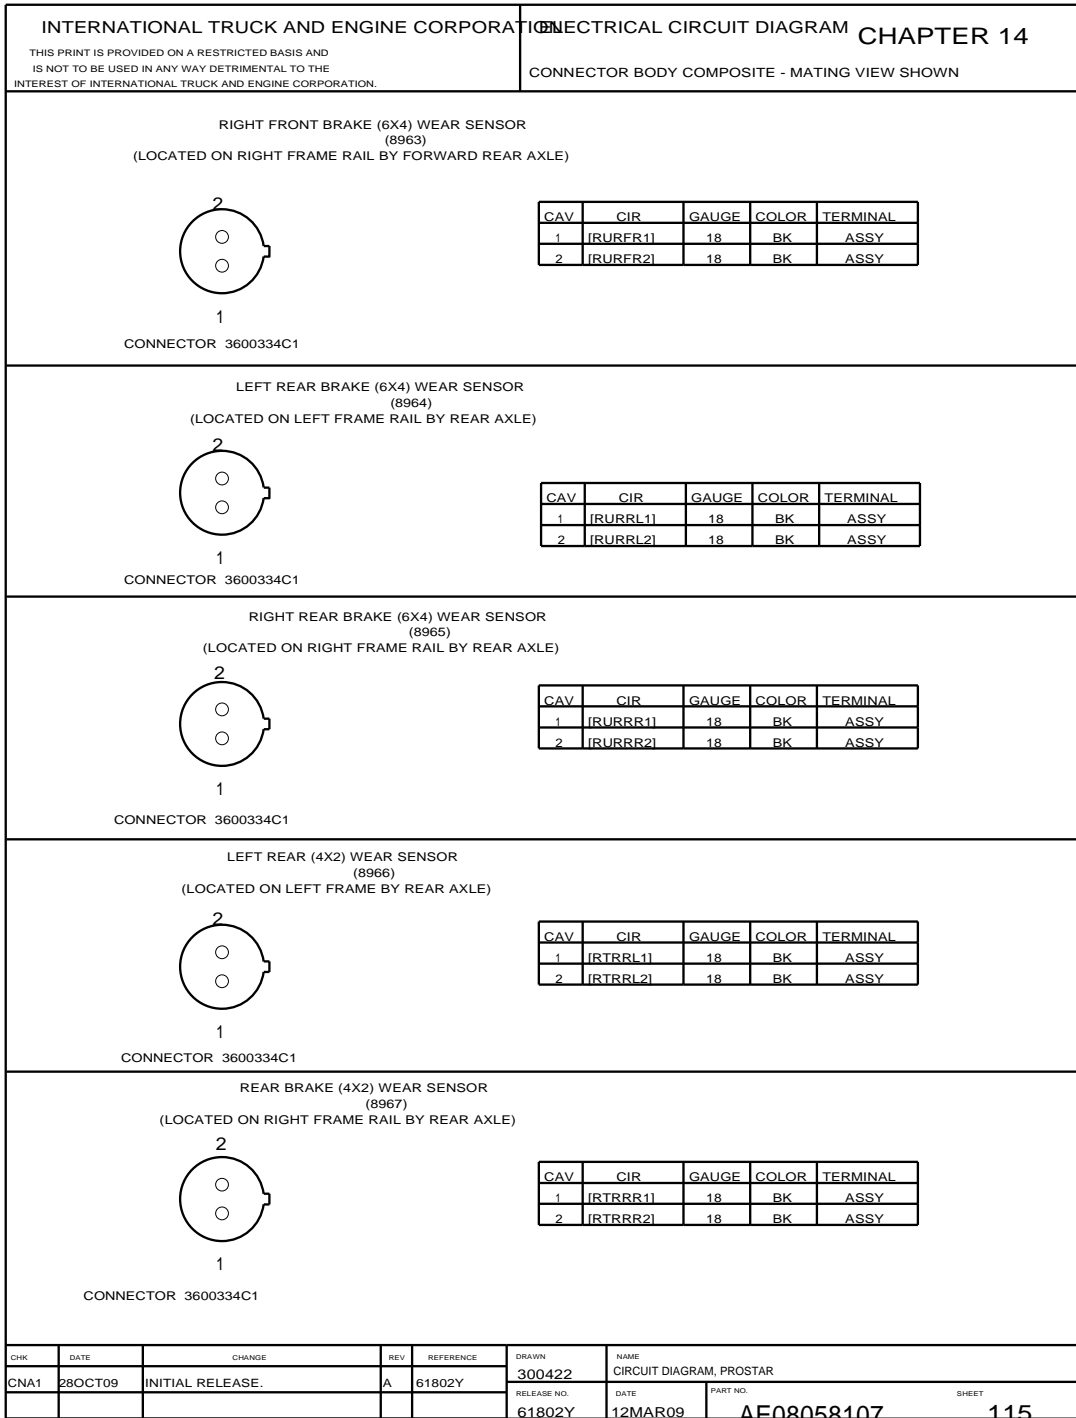 INTERNATIONAL TRUCK AND ENGINE CORPORATION
THIS PRINT IS PROVIDED ON A RESTRICTED BASIS AND
IS NOT TO BE USED IN ANY WAY DETRIMENTAL TO THE
INTEREST OF INTERNATIONAL TRUCK AND ENGINE CORPORATION.
ELECTRICAL CIRCUIT DIAGRAM
CHAPTER 14
CONNECTOR BODY COMPOSITE - MATING VIEW SHOWN
RIGHT FRONT BRAKE (6X4) WEAR SENSOR
(8963)
(LOCATED ON RIGHT FRAME RAIL BY FORWARD REAR AXLE)
2
1
CONNECTOR 3600334C1
CAV CIR GAUGE COLOR TERMINAL
1 [RURFR1] 18 BK ASSY
2 [RURFR2] 18 BK ASSY
LEFT REAR BRAKE (6X4) WEAR SENSOR
(8964)
(LOCATED ON LEFT FRAME RAIL BY REAR AXLE)
2
1
CONNECTOR 3600334C1
CAV CIR GAUGE COLOR TERMINAL
1 [RURRL1] 18 BK ASSY
2 [RURRL2] 18 BK ASSY
RIGHT REAR BRAKE (6X4) WEAR SENSOR
(8965)
(LOCATED ON RIGHT FRAME RAIL BY REAR AXLE)
2
1
CONNECTOR 3600334C1
CAV CIR GAUGE COLOR TERMINAL
1 [RURRR1] 18 BK ASSY
2 [RURRR2] 18 BK ASSY
LEFT REAR (4X2) WEAR SENSOR
(8966)
(LOCATED ON LEFT FRAME BY REAR AXLE)
2
1
CONNECTOR 3600334C1
CAV CIR GAUGE COLOR TERMINAL
1 [RTRRL1] 18 BK ASSY
2 [RTRRL2] 18 BK ASSY
REAR BRAKE (4X2) WEAR SENSOR
(8967)
(LOCATED ON RIGHT FRAME RAIL BY REAR AXLE)
2
1
CONNECTOR 3600334C1
CAV CIR GAUGE COLOR TERMINAL
1 [RTRRR1] 18 BK ASSY
2 [RTRRR2] 18 BK ASSY
CHK DATE CHANGE REV REFERENCE
CNA1 28OCT09 INITIAL RELEASE. A 61802Y
DRAWN
300422
NAME
CIRCUIT DIAGRAM, PROSTAR
RELEASE NO.
61802Y
DATE
12MAR09
PART NO.
AE08058107
SHEET
115